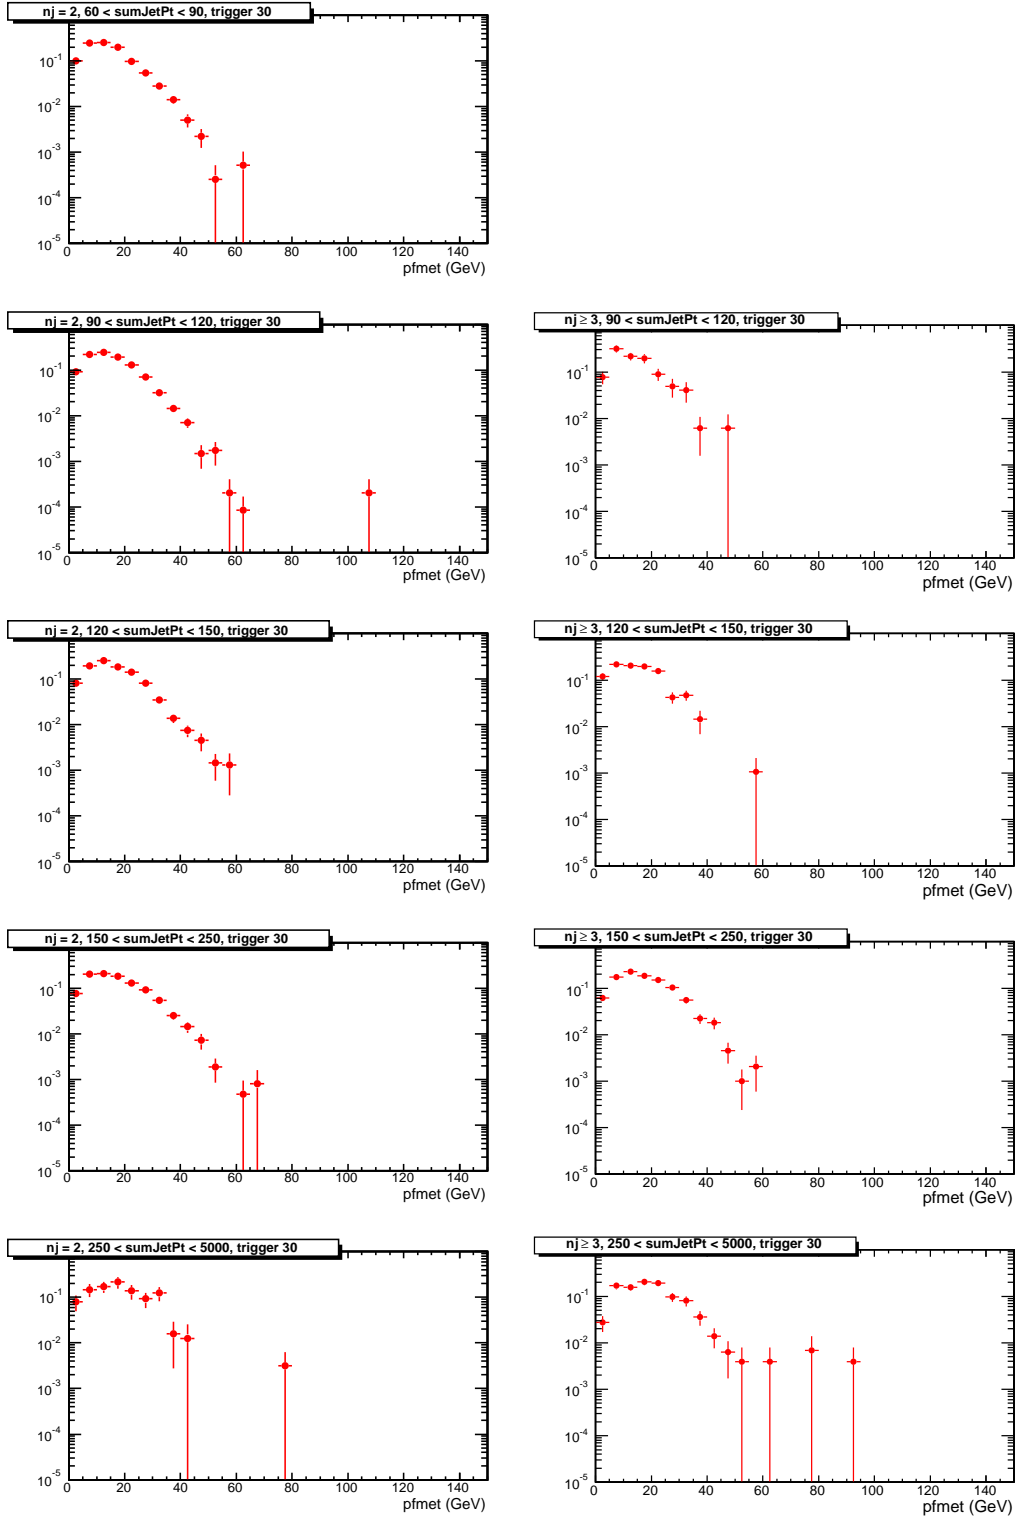 nj = 2, 60 < sumJetPt < 90, trigger 30
10^-1
10^-2
10^-3
10^-4
10^-5
0 20 40 60 80 100 120 140
pfmet (GeV)
nj = 2, 90 < sumJetPt < 120, trigger 30
10^-1
10^-2
10^-3
10^-4
10^-5
0 20 40 60 80 100 120 140
pfmet (GeV)
nj ≥ 3, 90 < sumJetPt < 120, trigger 30
10^-1
10^-2
10^-3
10^-4
10^-5
0 20 40 60 80 100 120 140
pfmet (GeV)
nj = 2, 120 < sumJetPt < 150, trigger 30
10^-1
10^-2
10^-3
10^-4
10^-5
0 20 40 60 80 100 120 140
pfmet (GeV)
nj ≥ 3, 120 < sumJetPt < 150, trigger 30
10^-1
10^-2
10^-3
10^-4
10^-5
0 20 40 60 80 100 120 140
pfmet (GeV)
nj = 2, 150 < sumJetPt < 250, trigger 30
10^-1
10^-2
10^-3
10^-4
10^-5
0 20 40 60 80 100 120 140
pfmet (GeV)
nj ≥ 3, 150 < sumJetPt < 250, trigger 30
10^-1
10^-2
10^-3
10^-4
10^-5
0 20 40 60 80 100 120 140
pfmet (GeV)
nj = 2, 250 < sumJetPt < 5000, trigger 30
10^-1
10^-2
10^-3
10^-4
10^-5
0 20 40 60 80 100 120 140
pfmet (GeV)
nj ≥ 3, 250 < sumJetPt < 5000, trigger 30
10^-1
10^-2
10^-3
10^-4
10^-5
0 20 40 60 80 100 120 140
pfmet (GeV)